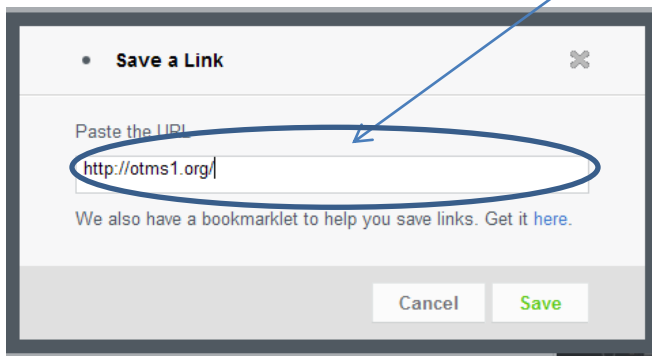 Save a Link
Paste the URL
http://otms1.org/
We also have a bookmarklet to help you save links. Get it here.
Cancel Save